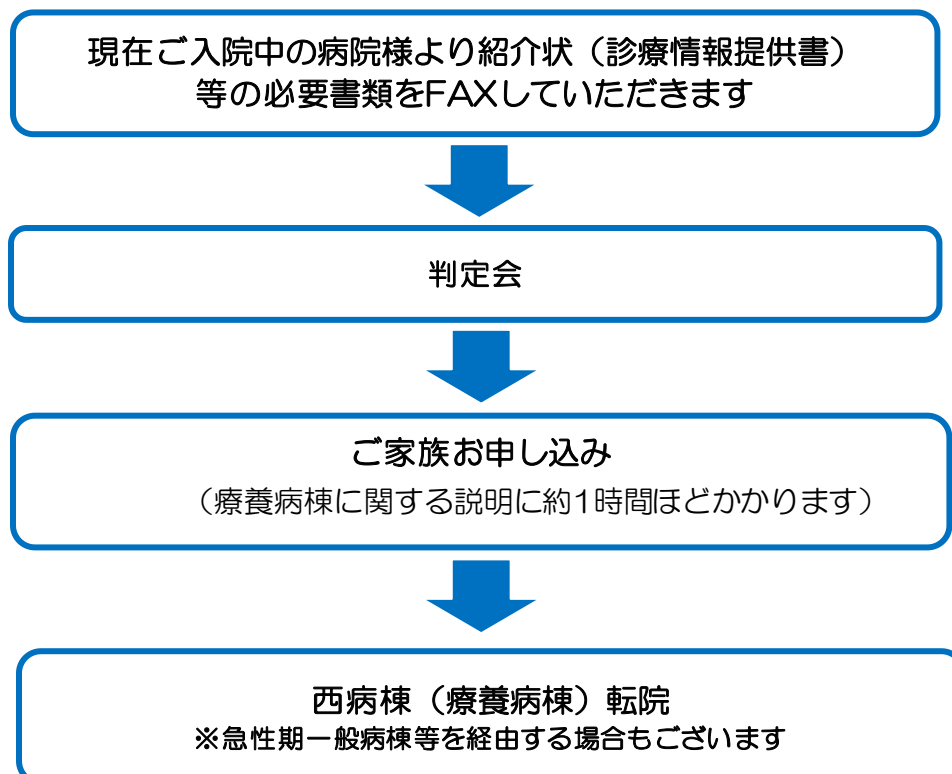 現在ご入院中の病院様より紹介状（診療情報提供書）
等の必要書類をFAXしていただきます
判定会
ご家族お申し込み
（療養病棟に関する説明に約1時間ほどかかります）
西病棟（療養病棟）転院
※急性期一般病棟等を経由する場合もございます